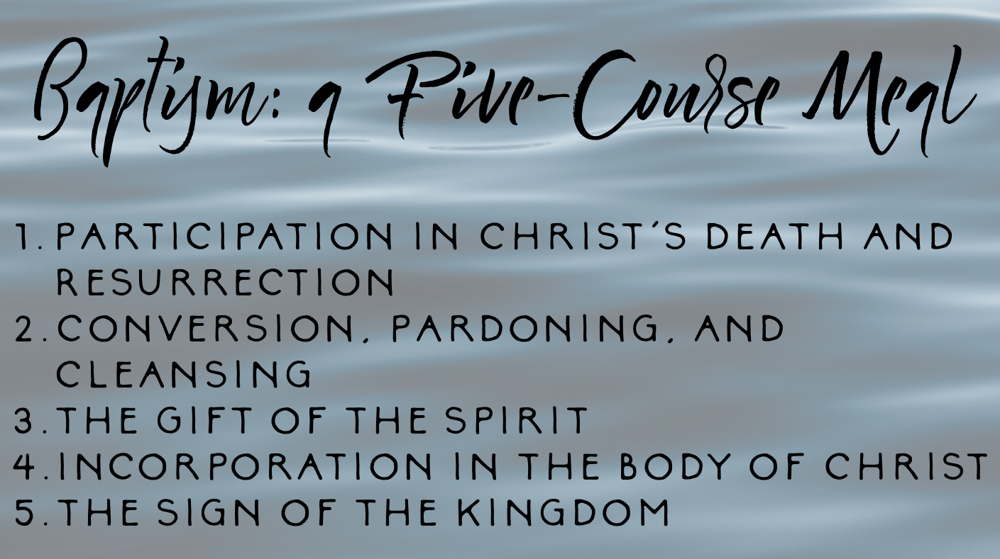 Baptism: a Five-Course Meal
1. PARTICIPATION IN CHRIST'S DEATH AND
RESURRECTION
2. CONVERSION, PARDONING, AND
CLEANSING
3. THE GIFT OF THE SPIRIT
4. INCORPORATION IN THE BODY OF CHRIST
5. THE SIGN OF THE KINGDOM